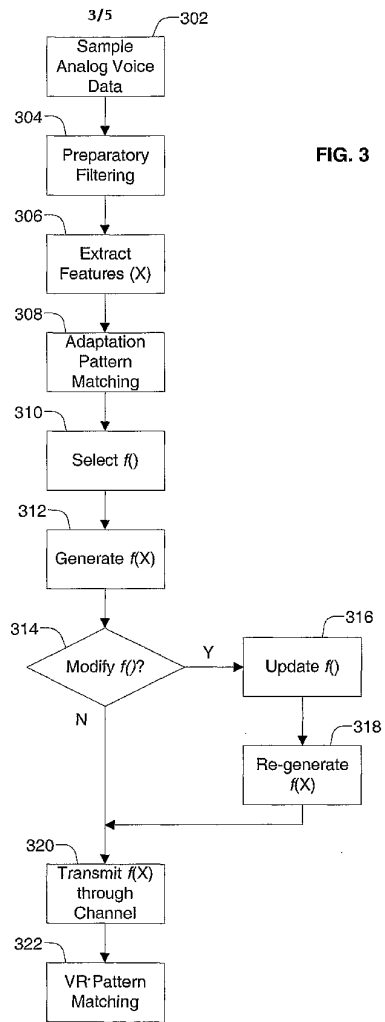 3/5
302
Sample
Analog Voice
Data
304
Preparatory
Filtering
FIG. 3
306
Extract
Features (X)
308
Adaptation
Pattern
Matching
310
Select f()
312
Generate f(X)
314
Modify f()?
Y
N
316
Update f()
318
Re-generate
f(X)
320
Transmit f(X)
through
Channel
322
VR Pattern
Matching